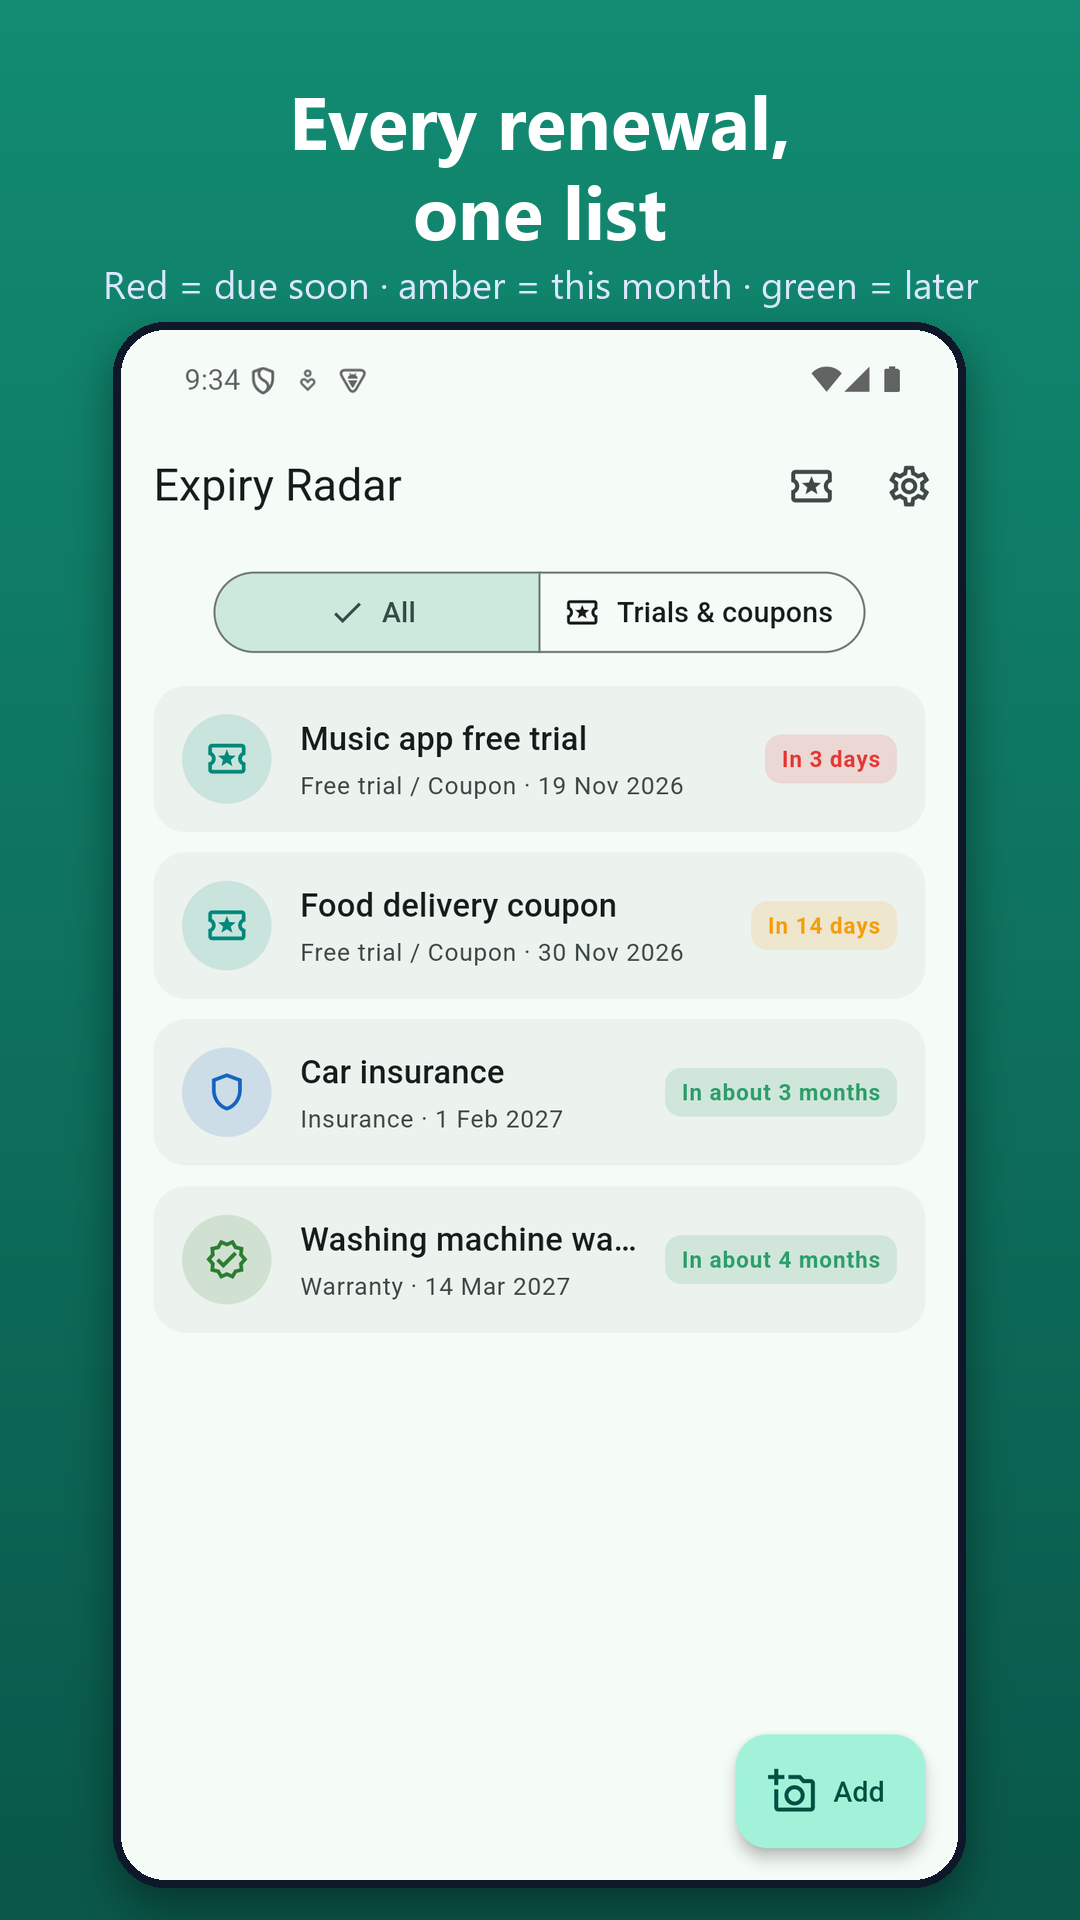 Every renewal,
one list
Red = due soon · amber = this month · green = later
9:34
Expiry Radar
All
Trials & coupons
Music app free trial
Free trial / Coupon · 19 Nov 2026
In 3 days
Food delivery coupon
Free trial / Coupon · 30 Nov 2026
In 14 days
Car insurance
Insurance · 1 Feb 2027
In about 3 months
Washing machine wa...
Warranty · 14 Mar 2027
In about 4 months
Add